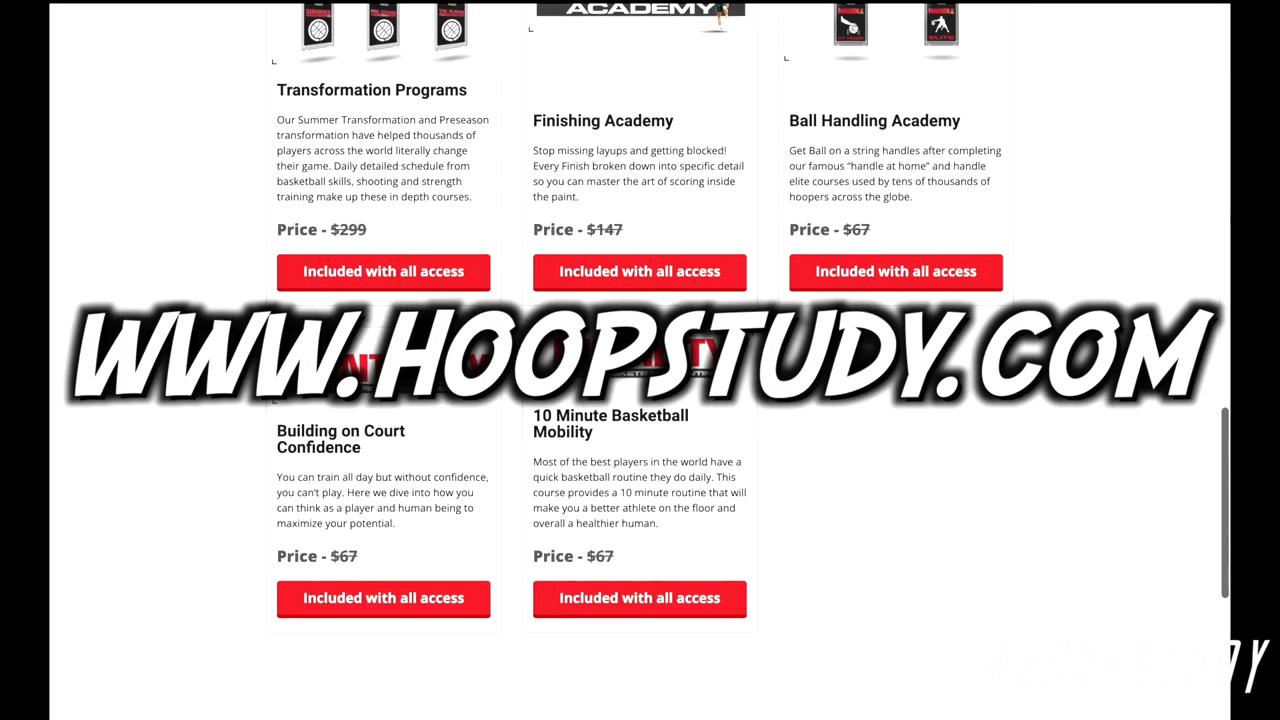 ACADEMY
HANDLE
HANDLE
ELITE
Transformation Programs
Our Summer Transformation and Preseason
transformation have helped thousands of
players across the world literally change
their game. Daily detailed schedule from
basketball skills, shooting and strength
training make up these in depth courses.
Price - $299
Included with all access
Finishing Academy
Stop missing layups and getting blocked!
Every Finish broken down into specific detail
so you can master the art of scoring inside
the paint.
Price - $147
Included with all access
Ball Handling Academy
Get Ball on a string handles after completing
our famous “handle at home” and handle
elite courses used by tens of thousands of
hoopers across the globe.
Price - $67
Included with all access
WWW.HOOPSTUDY.COM
Building on Court
Confidence
You can train all day but without confidence,
you can’t play. Here we dive into how you
can think as a player and human being to
maximize your potential.
Price - $67
Included with all access
10 Minute Basketball
Mobility
Most of the best players in the world have a
quick basketball routine they do daily. This
course provides a 10 minute routine that will
make you a better athlete on the floor and
overall a healthier human.
Price - $67
Included with all access